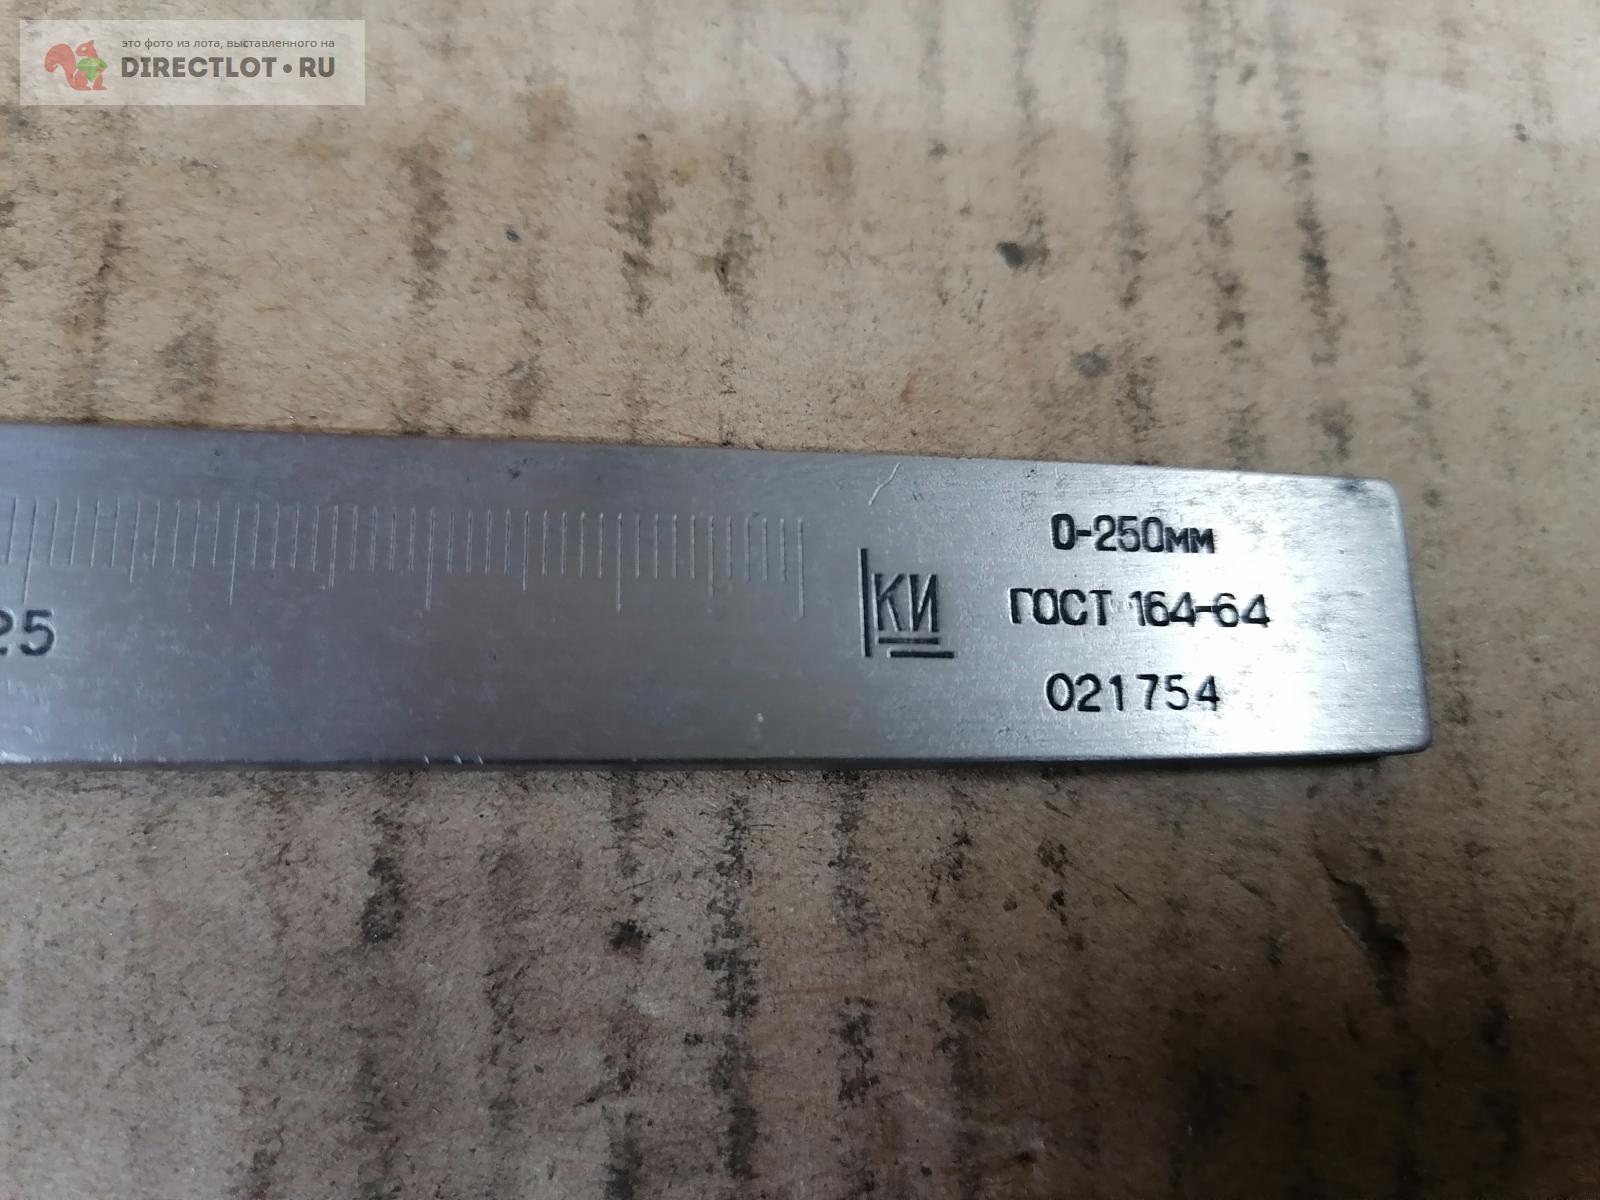 это фото из лота, выставленного на
DIRECTLOT•RU
0-250мм
КИ
ГОСТ 164-64
25
021754